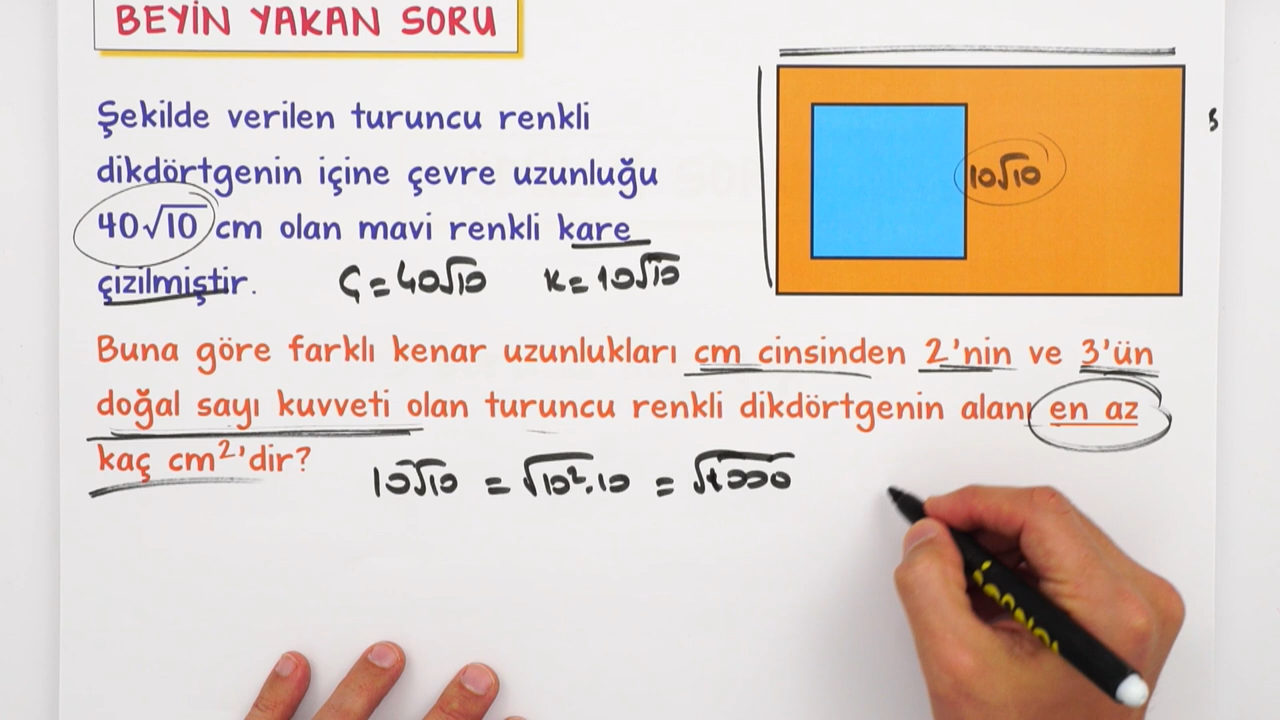 BEYİN YAKAN SORU
Şekilde verilen turuncu renkli
dikdörtgenin içine çevre uzunluğu
40√10 cm olan mavi renkli kare
çizilmiştir.
Ç = 40√10 K = 10√10
10√10
s
Buna göre farklı kenar uzunlukları cm cinsinden 2'nin ve 3'ün
doğal sayı kuvveti olan turuncu renkli dikdörtgenin alanı en az
kaç cm²'dir?
10√10 = √10².10 = √1000